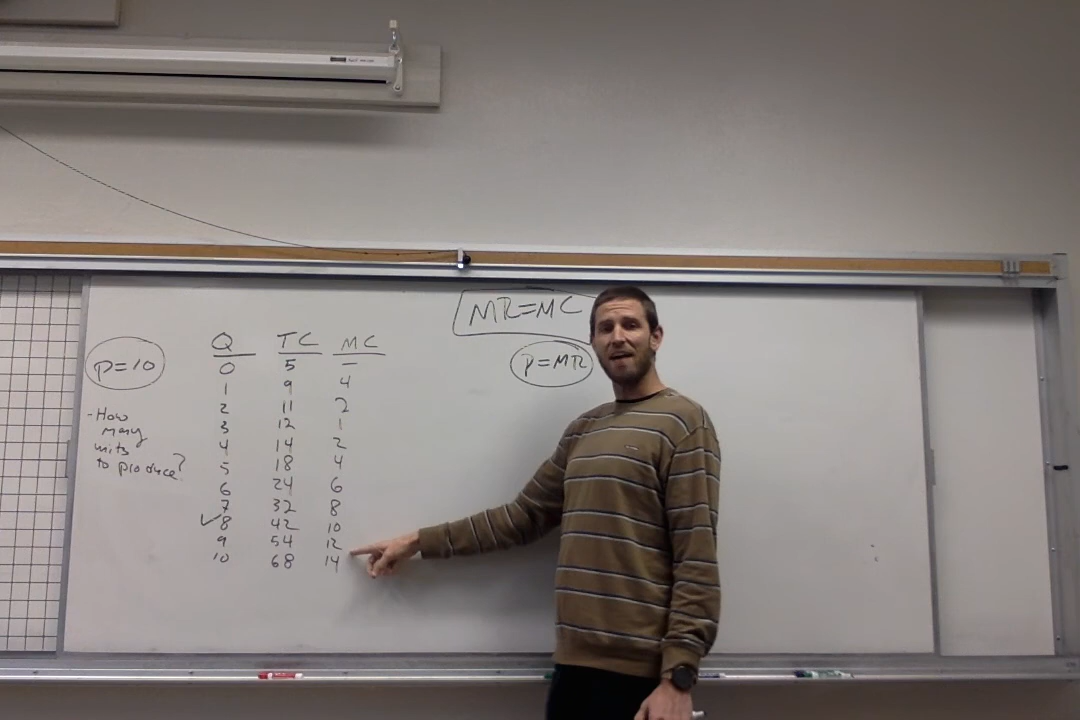 MR=MC
P=MR
P=10
Q TC MC
0 5 —
1 9 4
2 11 2
3 12 1
4 14 2
5 18 4
6 24 6
7 32 8
✓8 42 10
9 54 12
10 68 14
- How
many
units
to produce?